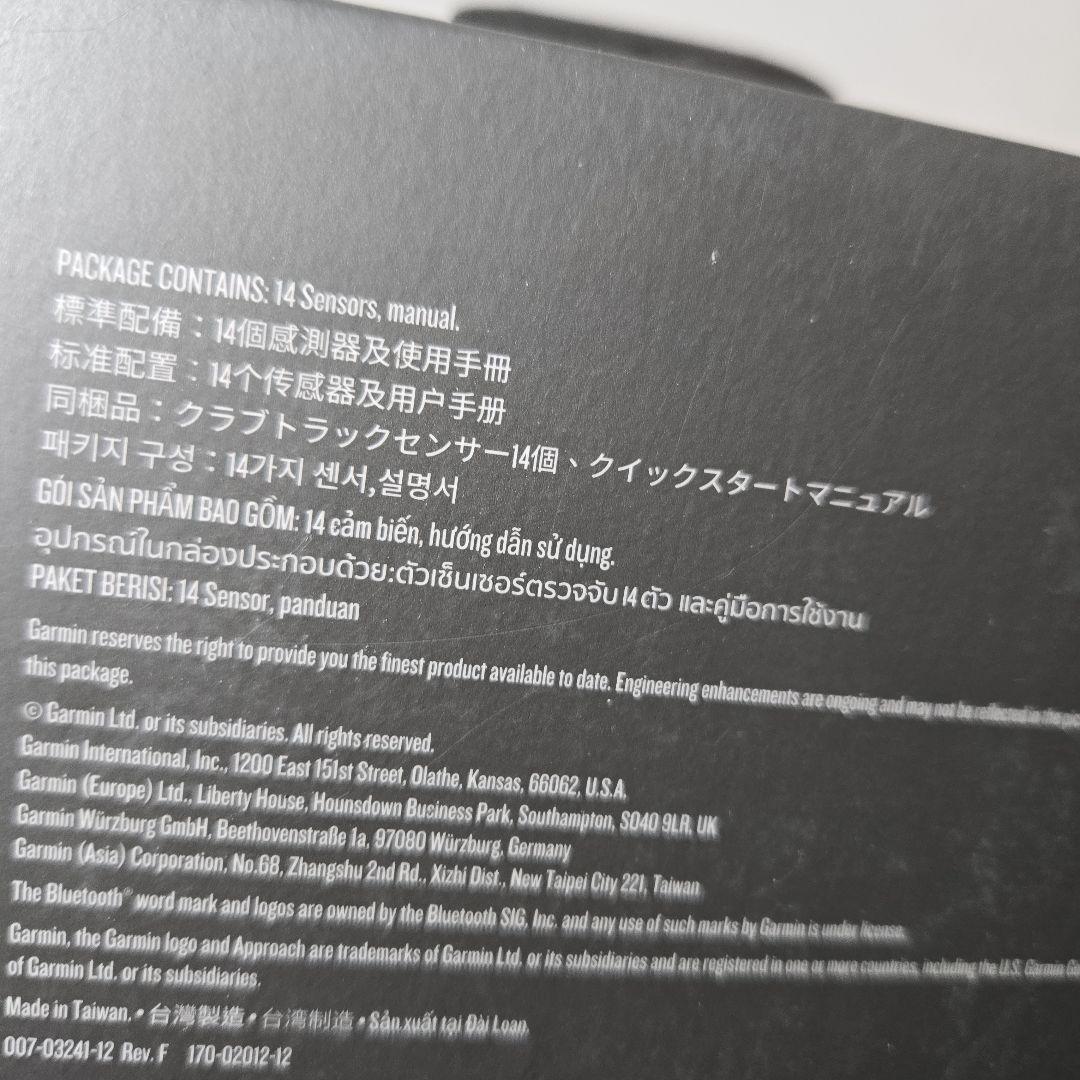 PACKAGE CONTAINS: 14 Sensors, manual.
標準配備：14個感測器及使用手冊
标准配置：14个传感器及用户手册
同梱品：クラブトラックセンサー14個、クイックスタートマニュアル
패키지 구성：14가지 센서,설명서
GÓI SẢN PHẨM BAO GỒM: 14 cảm biến, hướng dẫn sử dụng.
อุปกรณ์ในกล่องประกอบด้วย:ตัวเซ็นเซอร์ตรวจจับ 14 ตัว และคู่มือการใช้งาน
PAKET BERISI: 14 Sensor, panduan
Garmin reserves the right to provide you the finest product available to date. Engineering enhancements are ongoing and may not be reflected
this package.
© Garmin Ltd. or its subsidiaries. All rights reserved.
Garmin International, Inc., 1200 East 151st Street, Olathe, Kansas, 66062, U.S.A.
Garmin (Europe) Ltd., Liberty House, Hounsdown Business Park, Southampton, SO40 9LR, UK
Garmin Würzburg GmbH, Beethovenstraße 1a, 97080 Würzburg, Germany
Garmin (Asia) Corporation, No.68, Zhangshu 2nd Rd., Xizhi Dist., New Taipei City 221, Taiwan
The Bluetooth® word mark and logos are owned by the Bluetooth SIG, Inc. and any use of such marks by Garmin is under license.
Garmin, the Garmin logo and Approach are trademarks of Garmin Ltd. or its subsidiaries and are registered in one or more countries, including the U.S. Garmin
of Garmin Ltd. or its subsidiaries.
Made in Taiwan. • 台灣製造 • 台湾制造 • Sản xuất tại Đài Loan.
007-03241-12 Rev. F 170-02012-12